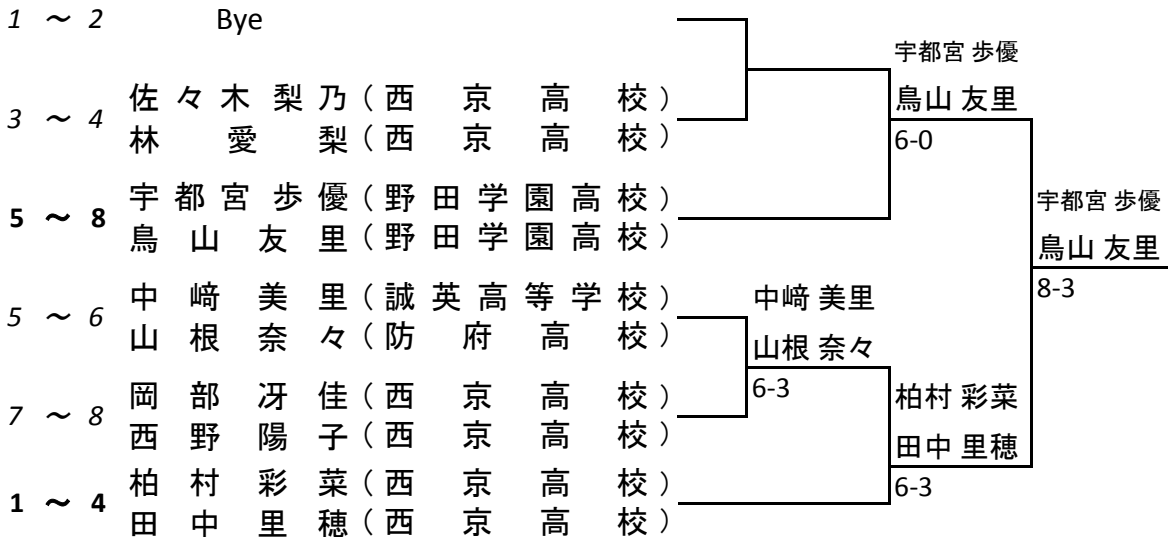 1 ～ 2 Bye
宇都宮 歩優
3 ～ 4 佐々木梨乃（西京高校） 鳥山 友里
林愛梨（西京高校） 6-0
5 ～ 8 宇都宮歩優（野田学園高校） 宇都宮 歩優
鳥山友里（野田学園高校） 鳥山 友里
5 ～ 6 中﨑美里（誠英高等学校） 中﨑 美里 8-3
山根奈々（防府高校） 山根 奈々
7 ～ 8 岡部冴佳（西京高校） 6-3 柏村 彩菜
西野陽子（西京高校） 田中 里穂
1 ～ 4 柏村彩菜（西京高校） 6-3
田中里穂（西京高校）